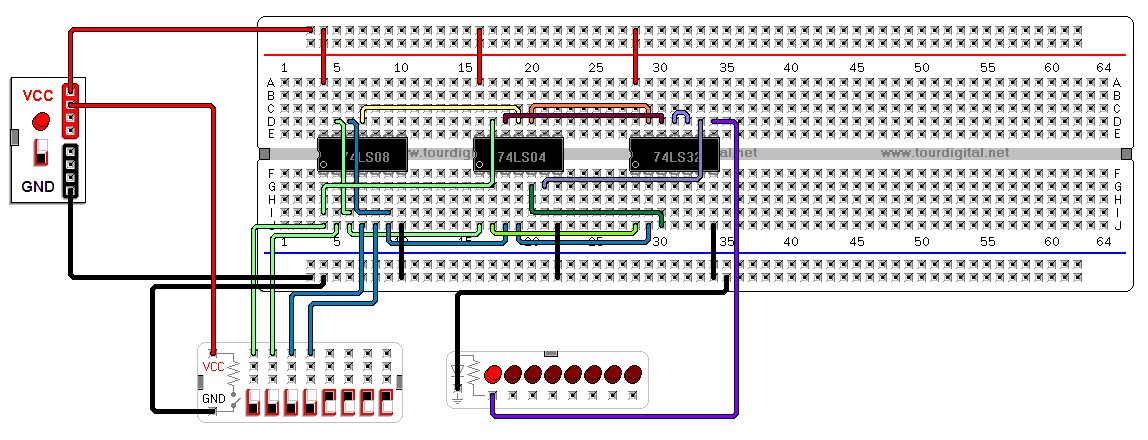 1 5 10 15 20 25 30 35 40 45 50 55 60 64
A A
B B
C C
D D
E E
VCC
GND
74LS08 www.tourdigital.net 74LS04 74LS32 www.tourdigital.net www.tourdigital.net
F F
G G
H H
I I
J J
1 5 10 15 20 25 30 35 40 45 50 55 60 64
VCC
GND